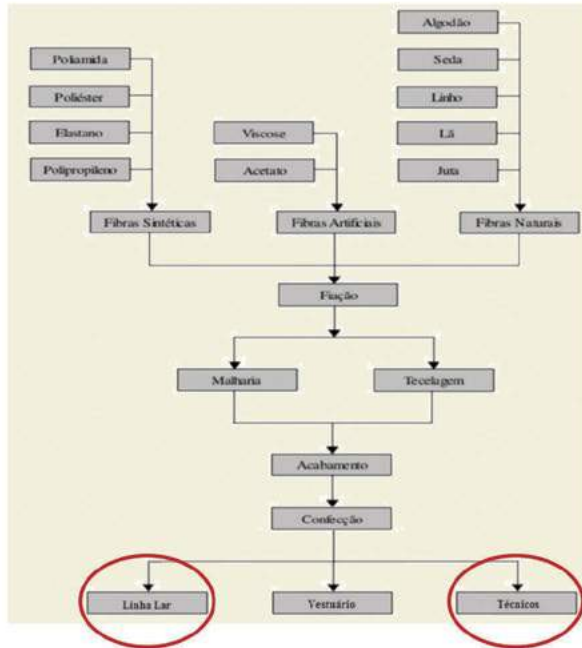 Algodão
Poliamida
Seda
Poliéster
Linho
Elastano
Viscose
Lã
Polipropileno
Acetato
Juta
Fibras Sintéticas
Fibras Artificiais
Fibras Naturais
Fiação
Malharia
Tecelagem
Acabamento
Confecção
Linha Lar
Vestuário
Técnicos